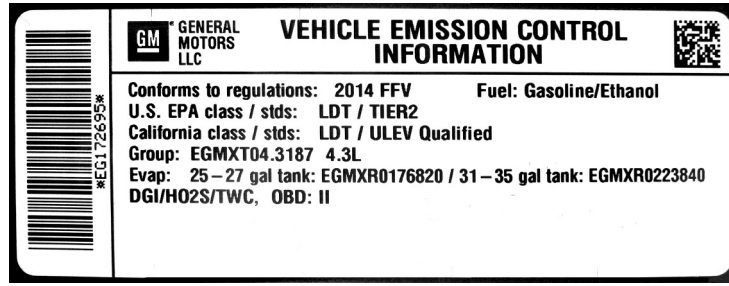 *EG172695*
GM
GENERAL
MOTORS
LLC
VEHICLE EMISSION CONTROL
INFORMATION
Conforms to regulations: 2014 FFV Fuel: Gasoline/Ethanol
U.S. EPA class / stds: LDT / TIER2
California class / stds: LDT / ULEV Qualified
Group: EGMXT04.3187 4.3L
Evap: 25–27 gal tank: EGMXR0176820 / 31–35 gal tank: EGMXR0223840
DGI/HO2S/TWC, OBD: II